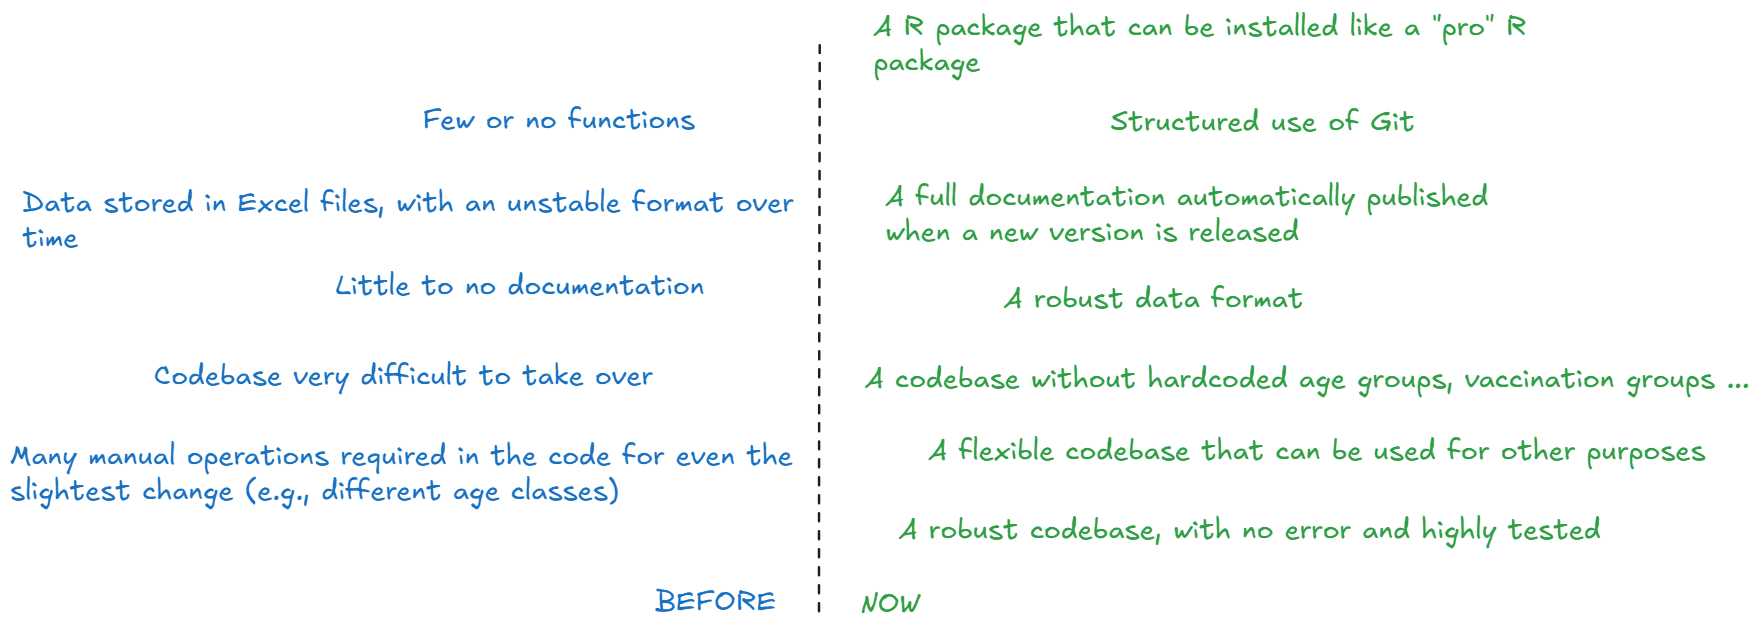 Few or no functions
Data stored in Excel files, with an unstable format over
time
Little to no documentation
Codebase very difficult to take over
Many manual operations required in the code for even the
slightest change (e.g., different age classes)
BEFORE
A R package that can be installed like a "pro" R
package
Structured use of Git
A full documentation automatically published
when a new version is released
A robust data format
A codebase without hardcoded age groups, vaccination groups ...
A flexible codebase that can be used for other purposes
A robust codebase, with no error and highly tested
NOW